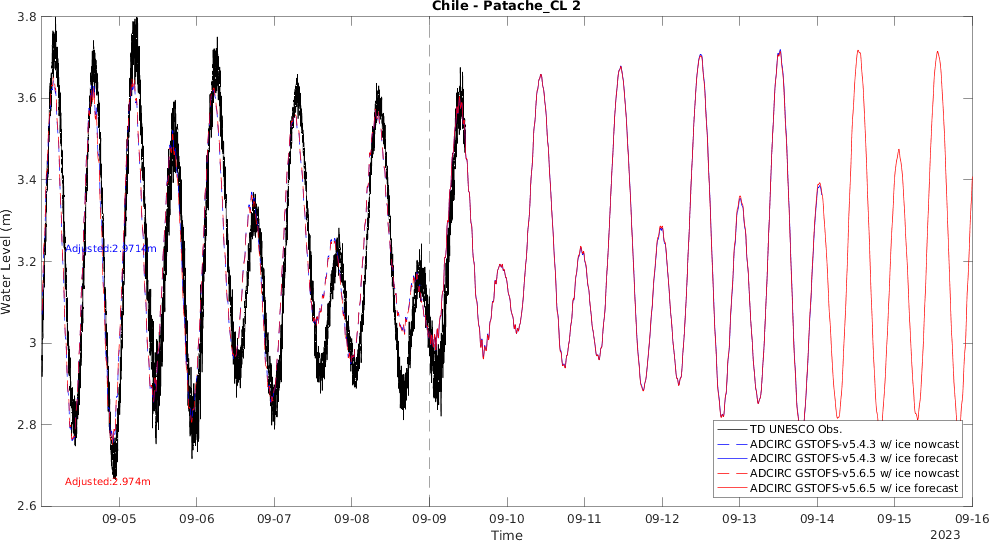 Chile - Patache_CL 2
3.8
3.6
3.4
3.2
3
2.8
2.6
Water Level (m)
Adjusted:2.9714m
Adjusted:2.974m
TD UNESCO Obs.
ADCIRC GSTOFS-v5.4.3 w/ ice nowcast
ADCIRC GSTOFS-v5.4.3 w/ ice forecast
ADCIRC GSTOFS-v5.6.5 w/ ice nowcast
ADCIRC GSTOFS-v5.6.5 w/ ice forecast
09-05 09-06 09-07 09-08 09-09 09-10 09-11 09-12 09-13 09-14 09-15 09-16
Time
2023